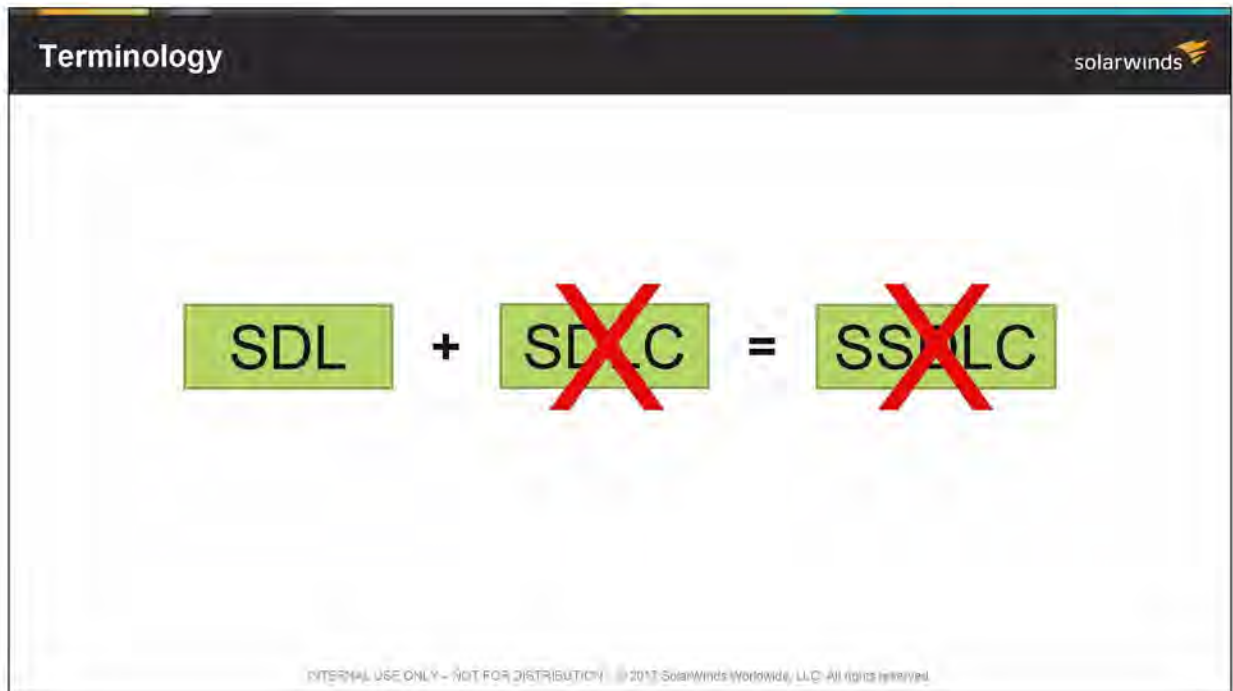 Terminology
solarwinds
SDL + SDLC = SSDLC
INTERNAL USE ONLY – NOT FOR DISTRIBUTION © 2017 SolarWinds Worldwide, LLC. All rights reserved.